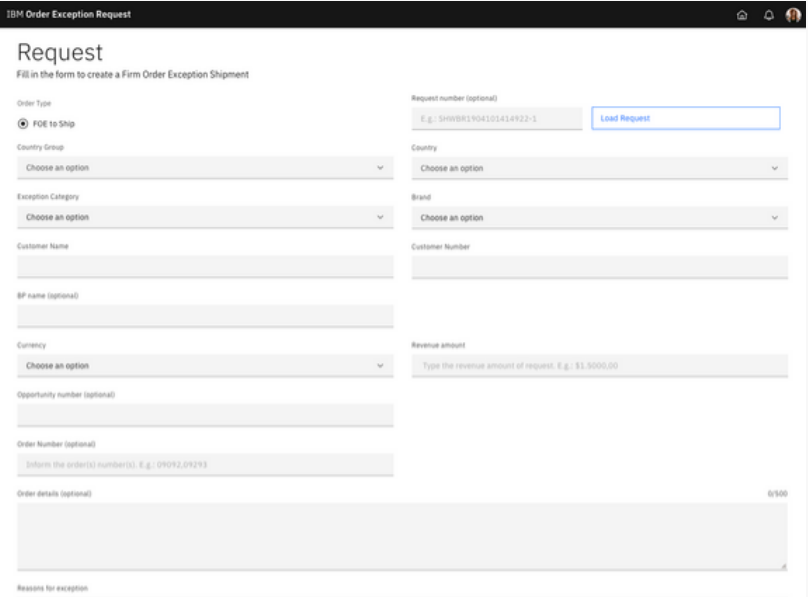 IBM Order Exception Request
Request
Fill in the form to create a Firm Order Exception Shipment
Order Type
FOE to Ship
Request number (optional)
E.g.: SHWBR1904101414922-1
Load Request
Country Group
Choose an option
Country
Choose an option
Exception Category
Choose an option
Brand
Choose an option
Customer Name
Customer Number
BP name (optional)
Currency
Choose an option
Revenue amount
Type the revenue amount of request. E.g.: $1.5000,00
Opportunity number (optional)
Order Number (optional)
Inform the order(s) number(s). E.g.: 09092,09293
Order details (optional)
0/500
Reasons for exception